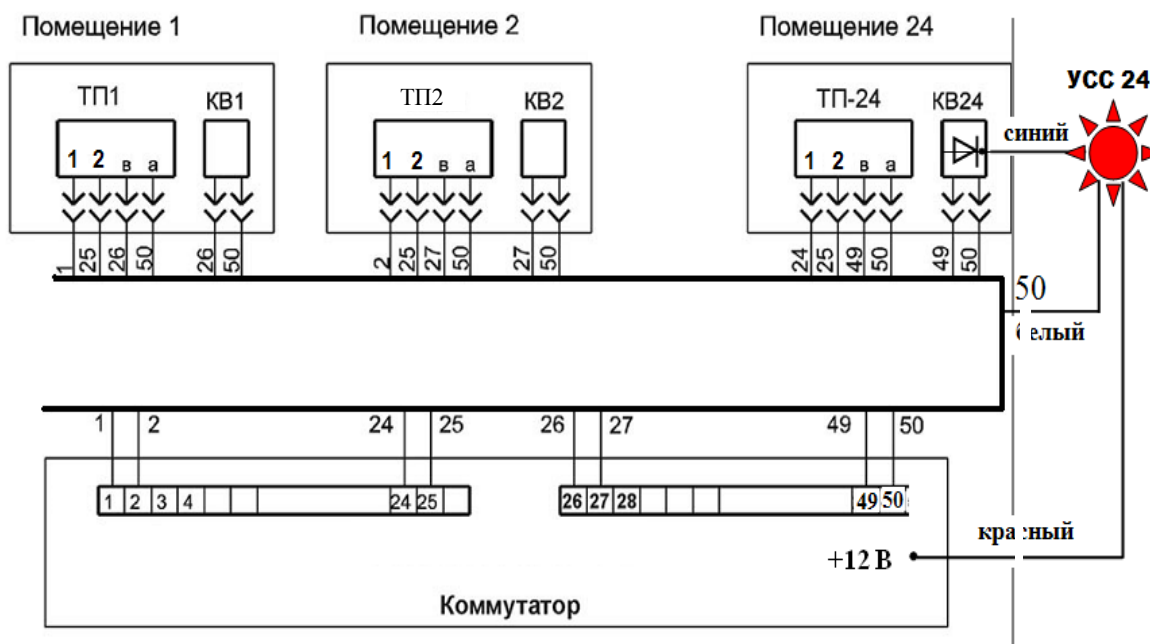 Помещение 1 Помещение 2 Помещение 24
УСС 24
ТП1 КВ1 ТП2 КВ2 ТП-24 КВ24
синий
1 2 в а 1 2 в а 1 2 в а
1 25 26 50 26 50 2 25 27 50 27 50 24 25 49 50 49 50
50
белый
1 2 24 25 26 27 49 50
1 2 3 4 24 25 26 27 28 49 50
красный
+12 В
Коммутатор